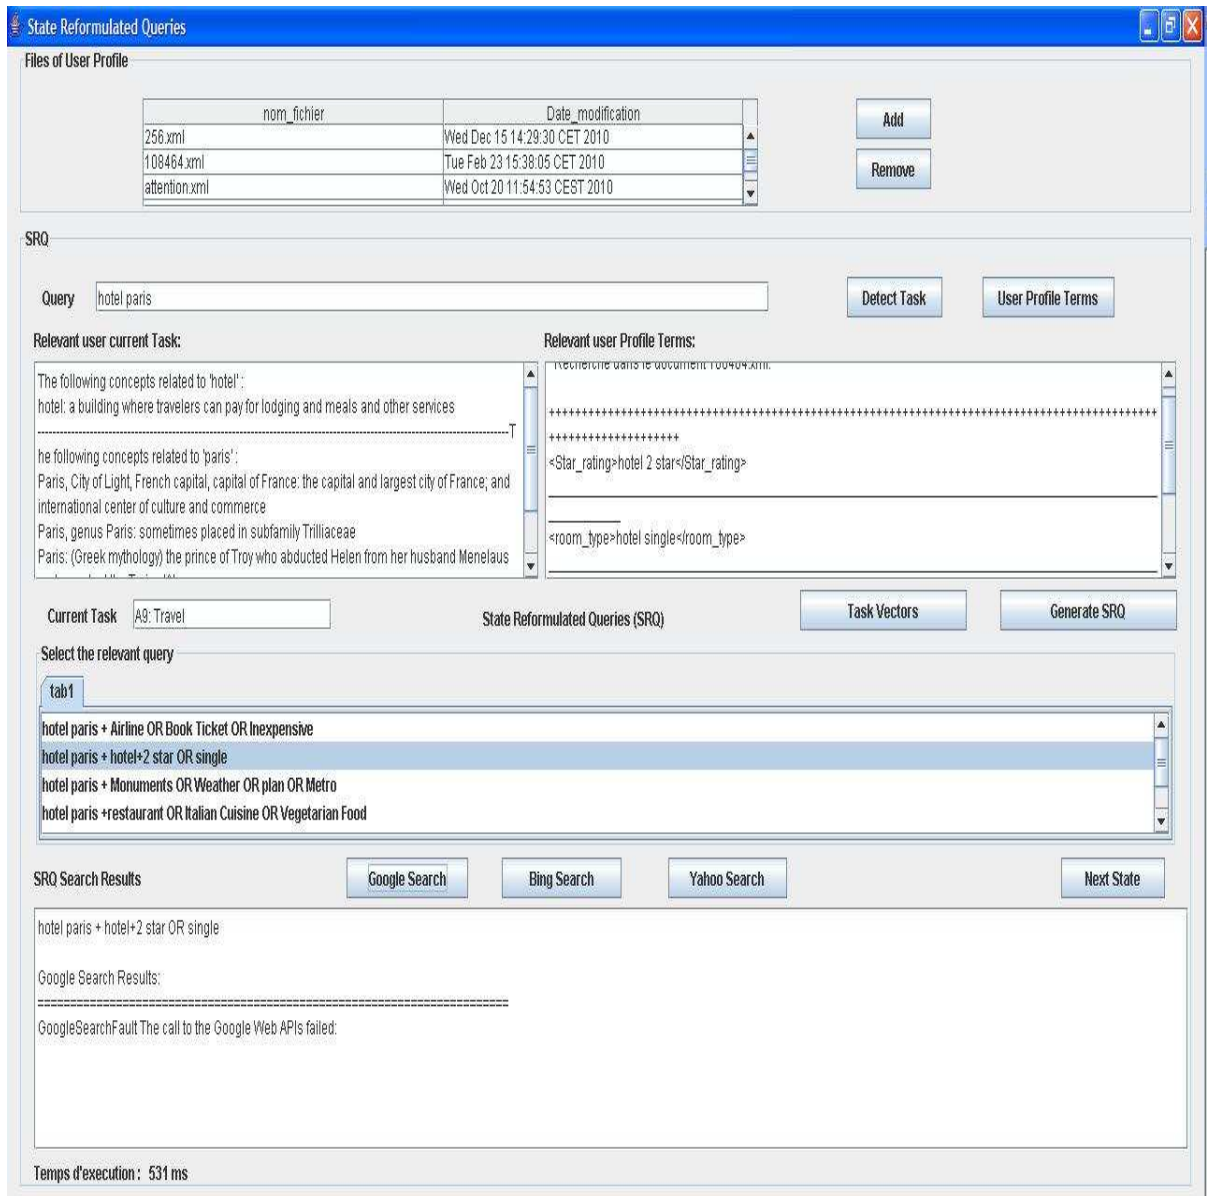 State Reformulated Queries
Files of User Profile
nom_fichier Date_modification
256.xml Wed Dec 15 14:29:30 CET 2010
108464.xml Tue Feb 23 15:38:05 CET 2010
attention.xml Wed Oct 20 11:54:53 CEST 2010
Add
Remove
SRQ
Query hotel paris Detect Task User Profile Terms
Relevant user current Task:
The following concepts related to 'hotel' :
hotel: a building where travelers can pay for lodging and meals and other services
-----------------------------------------------------------------------------------------------T
he following concepts related to 'paris' :
Paris, City of Light, French capital, capital of France: the capital and largest city of France; and
international center of culture and commerce
Paris, genus Paris: sometimes placed in subfamily Trilliaceae
Paris: (Greek mythology) the prince of Troy who abducted Helen from her husband Menelaus
Relevant user Profile Terms:
Recherche dans le document 108464.xml:
+++++++++++++++++++++++++++++++++++++++++++++++++++++++++++++++++++++++++++++++++++++++++++++
++++++++++++++++++++
<Star_rating>hotel 2 star</Star_rating>
<room_type>hotel single</room_type>
Current Task A9: Travel State Reformulated Queries (SRQ) Task Vectors Generate SRQ
Select the relevant query
tab1
hotel paris + Airline OR Book Ticket OR Inexpensive
hotel paris + hotel+2 star OR single
hotel paris + Monuments OR Weather OR plan OR Metro
hotel paris +restaurant OR Italian Cuisine OR Vegetarian Food
SRQ Search Results Google Search Bing Search Yahoo Search Next State
hotel paris + hotel+2 star OR single
Google Search Results:
========================================================================
GoogleSearchFault The call to the Google Web APIs failed:
Temps d'execution : 531 ms